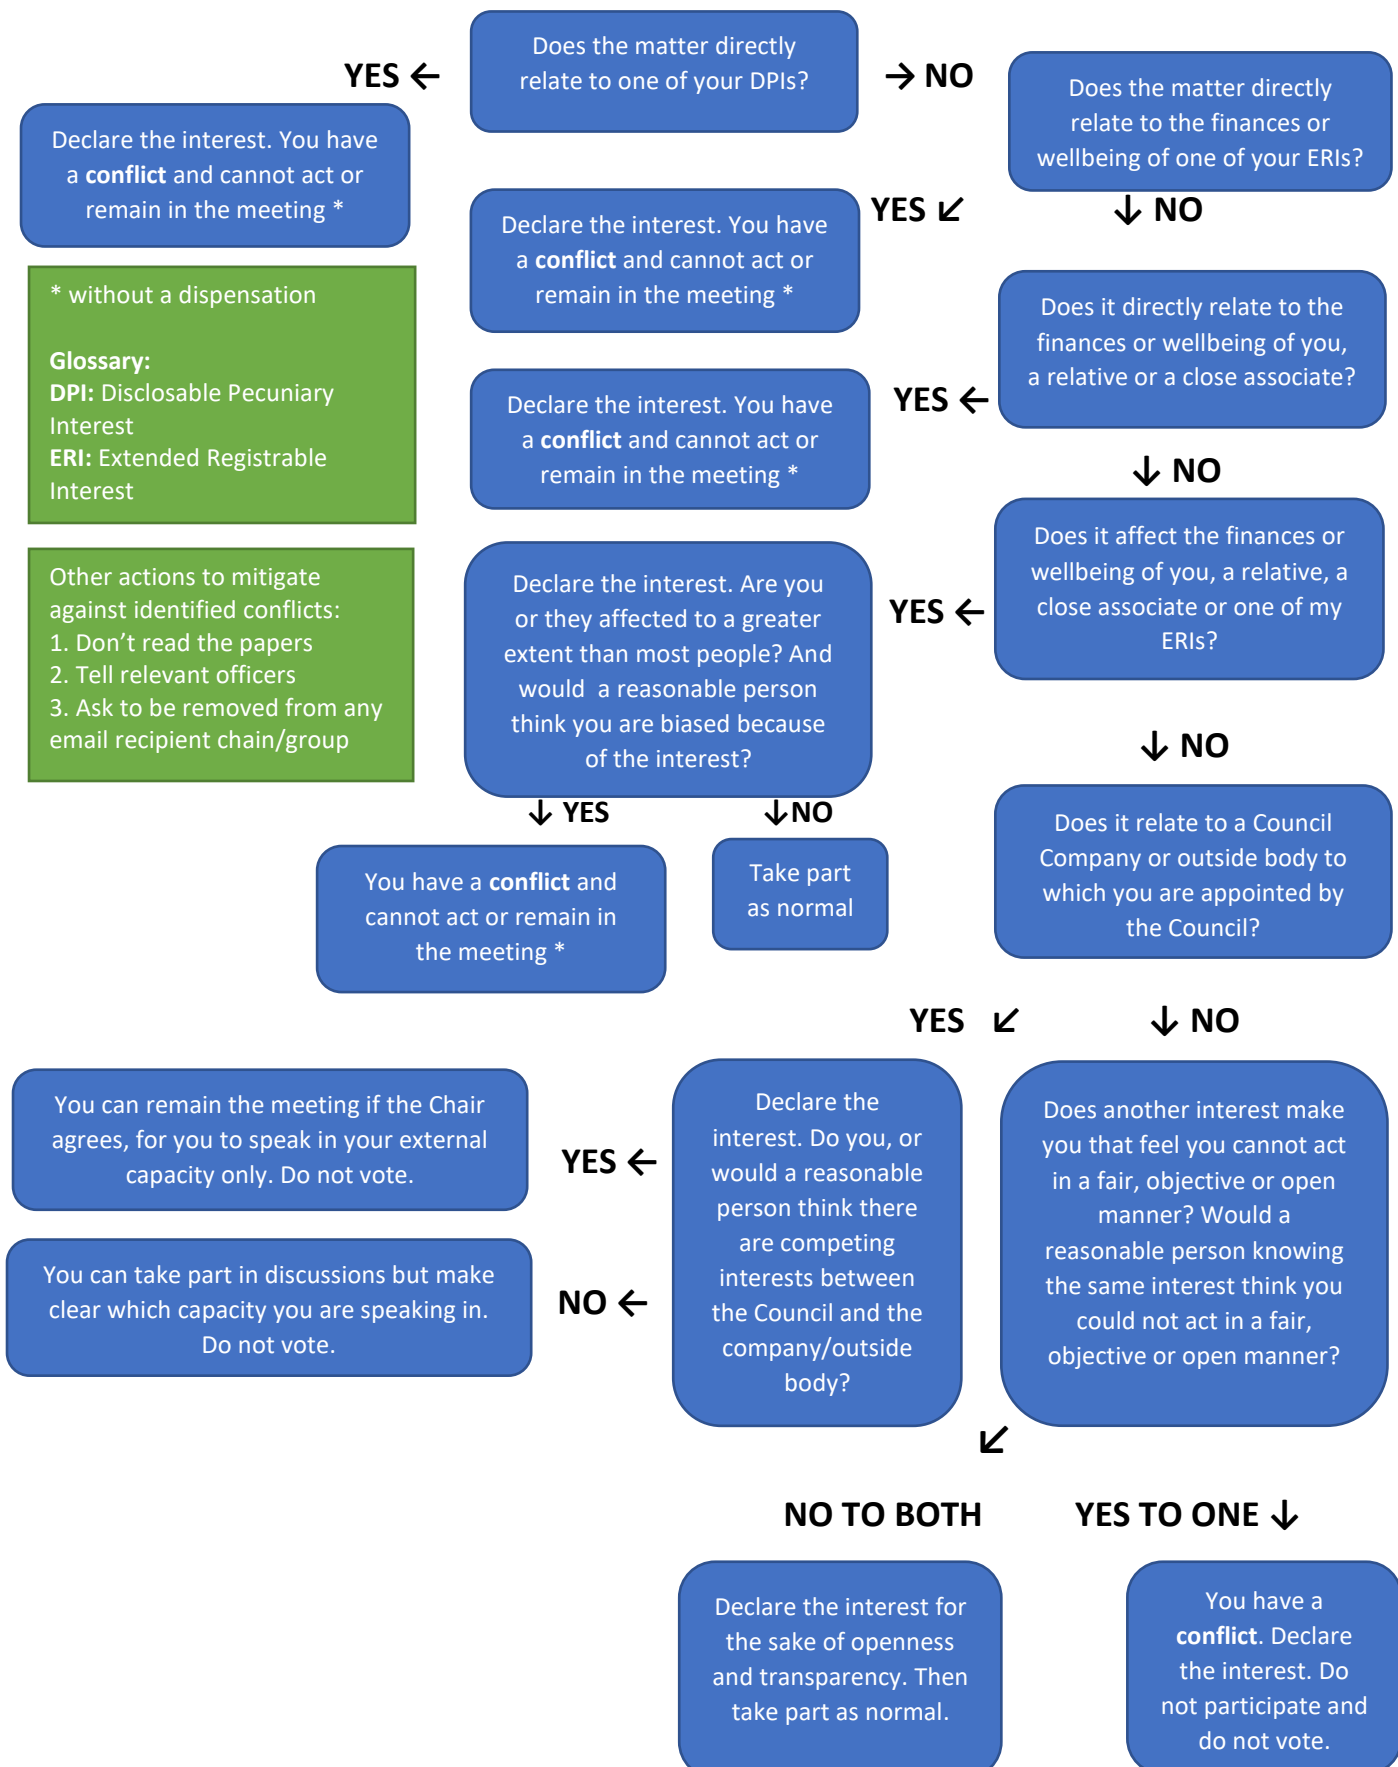 Does the matter directly
relate to one of your DPIs?
YES ←
→ NO
Does the matter directly
relate to the finances or
wellbeing of one of your ERIs?
Declare the interest. You have
a conflict and cannot act or
remain in the meeting *
YES ↙
↓ NO
Declare the interest. You have
a conflict and cannot act or
remain in the meeting *
* without a dispensation
Glossary:
DPI: Disclosable Pecuniary
Interest
ERI: Extended Registrable
Interest
Does it directly relate to the
finances or wellbeing of you,
a relative or a close associate?
YES ←
Declare the interest. You have
a conflict and cannot act or
remain in the meeting *
↓ NO
Does it affect the finances or
wellbeing of you, a relative, a
close associate or one of my
ERIs?
YES ←
Declare the interest. Are you
or they affected to a greater
extent than most people? And
would  a reasonable person
think you are biased because
of the interest?
Other actions to mitigate
against identified conflicts:
1. Don’t read the papers
2. Tell relevant officers
3. Ask to be removed from any
email recipient chain/group
↓ NO
↓ YES
↓NO
You have a conflict and
cannot act or remain in
the meeting *
Take part
as normal
Does it relate to a Council
Company or outside body to
which you are appointed by
the Council?
YES ↙
↓ NO
Declare the
interest. Do you, or
would a reasonable
person think there
are competing
interests between
the Council and the
company/outside
body?
Does another interest make
you that feel you cannot act
in a fair, objective or open
manner? Would a
reasonable person knowing
the same interest think you
could not act in a fair,
objective or open manner?
YES ←
You can remain the meeting if the Chair
agrees, for you to speak in your external
capacity only. Do not vote.
NO ←
You can take part in discussions but make
clear which capacity you are speaking in.
Do not vote.
↙
NO TO BOTH
YES TO ONE ↓
Declare the interest for
the sake of openness
and transparency. Then
take part as normal.
You have a
conflict. Declare
the interest. Do
not participate and
do not vote.